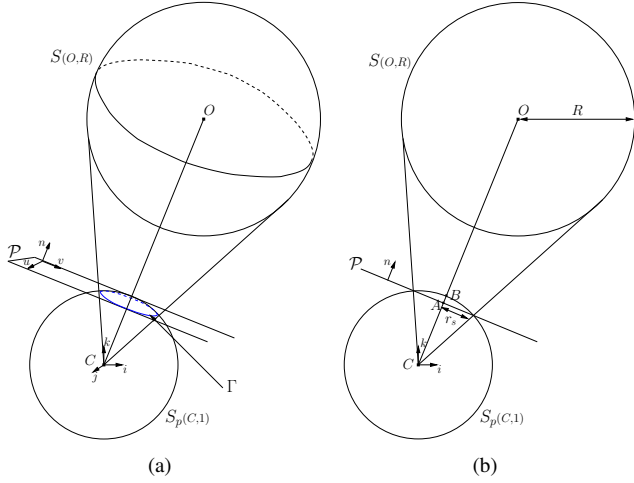 S(O,R)
O
𝒫
n
u
v
C
k
i
j
Γ
Sp(C,1)
(a)
S(O,R)
O
R
𝒫
n
A
B
rs
C
k
i
Sp(C,1)
(b)